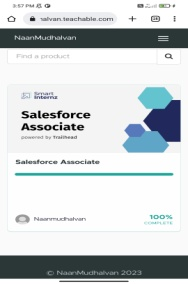 3:57 PM
alvan.teachable.com
NaanMudhalvan
Find a product
Smart
Internz
Salesforce
Associate
powered by trailhead
Salesforce Associate
Naanmudhalvan
100%
COMPLETE
© NaanMudhalvan 2023